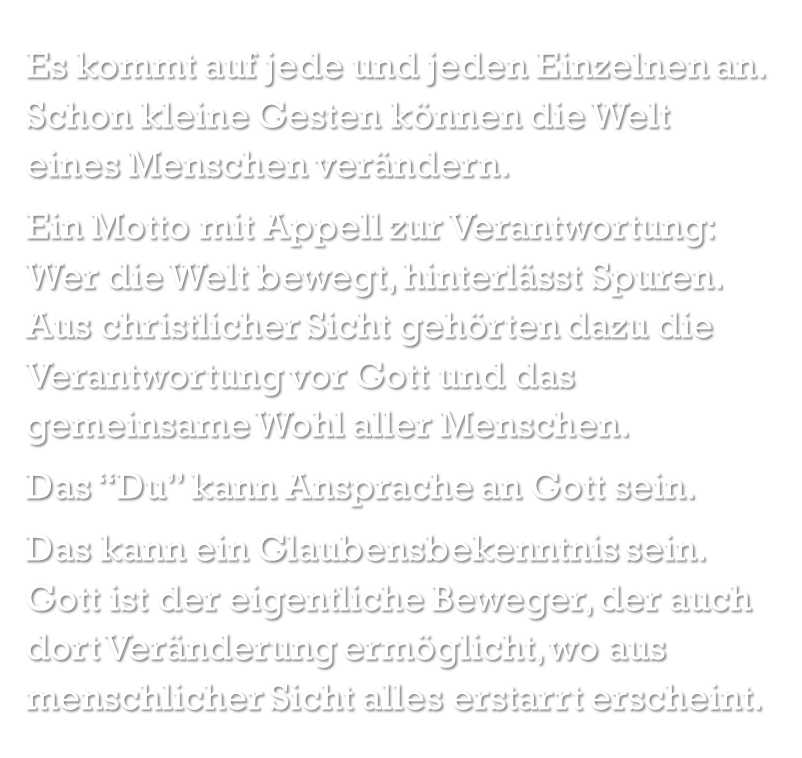 Es kommt auf jede und jeden Einzelnen an.
Schon kleine Gesten können die Welt
eines Menschen verändern.
Ein Motto mit Appell zur Verantwortung:
Wer die Welt bewegt, hinterlässt Spuren.
Aus christlicher Sicht gehörten dazu die
Verantwortung vor Gott und das
gemeinsame Wohl aller Menschen.
Das “Du” kann Ansprache an Gott sein.
Das kann ein Glaubensbekenntnis sein.
Gott ist der eigentliche Beweger, der auch
dort Veränderung ermöglicht, wo aus
menschlicher Sicht alles erstarrt erscheint.